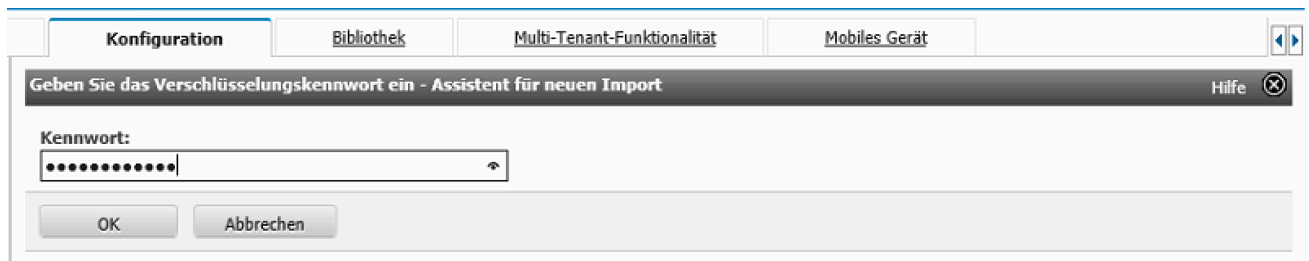 Konfiguration Bibliothek Multi-Tenant-Funktionalität Mobiles Gerät
Geben Sie das Verschlüsselungskennwort ein - Assistent für neuen Import Hilfe
Kennwort:
••••••••••••
OK Abbrechen